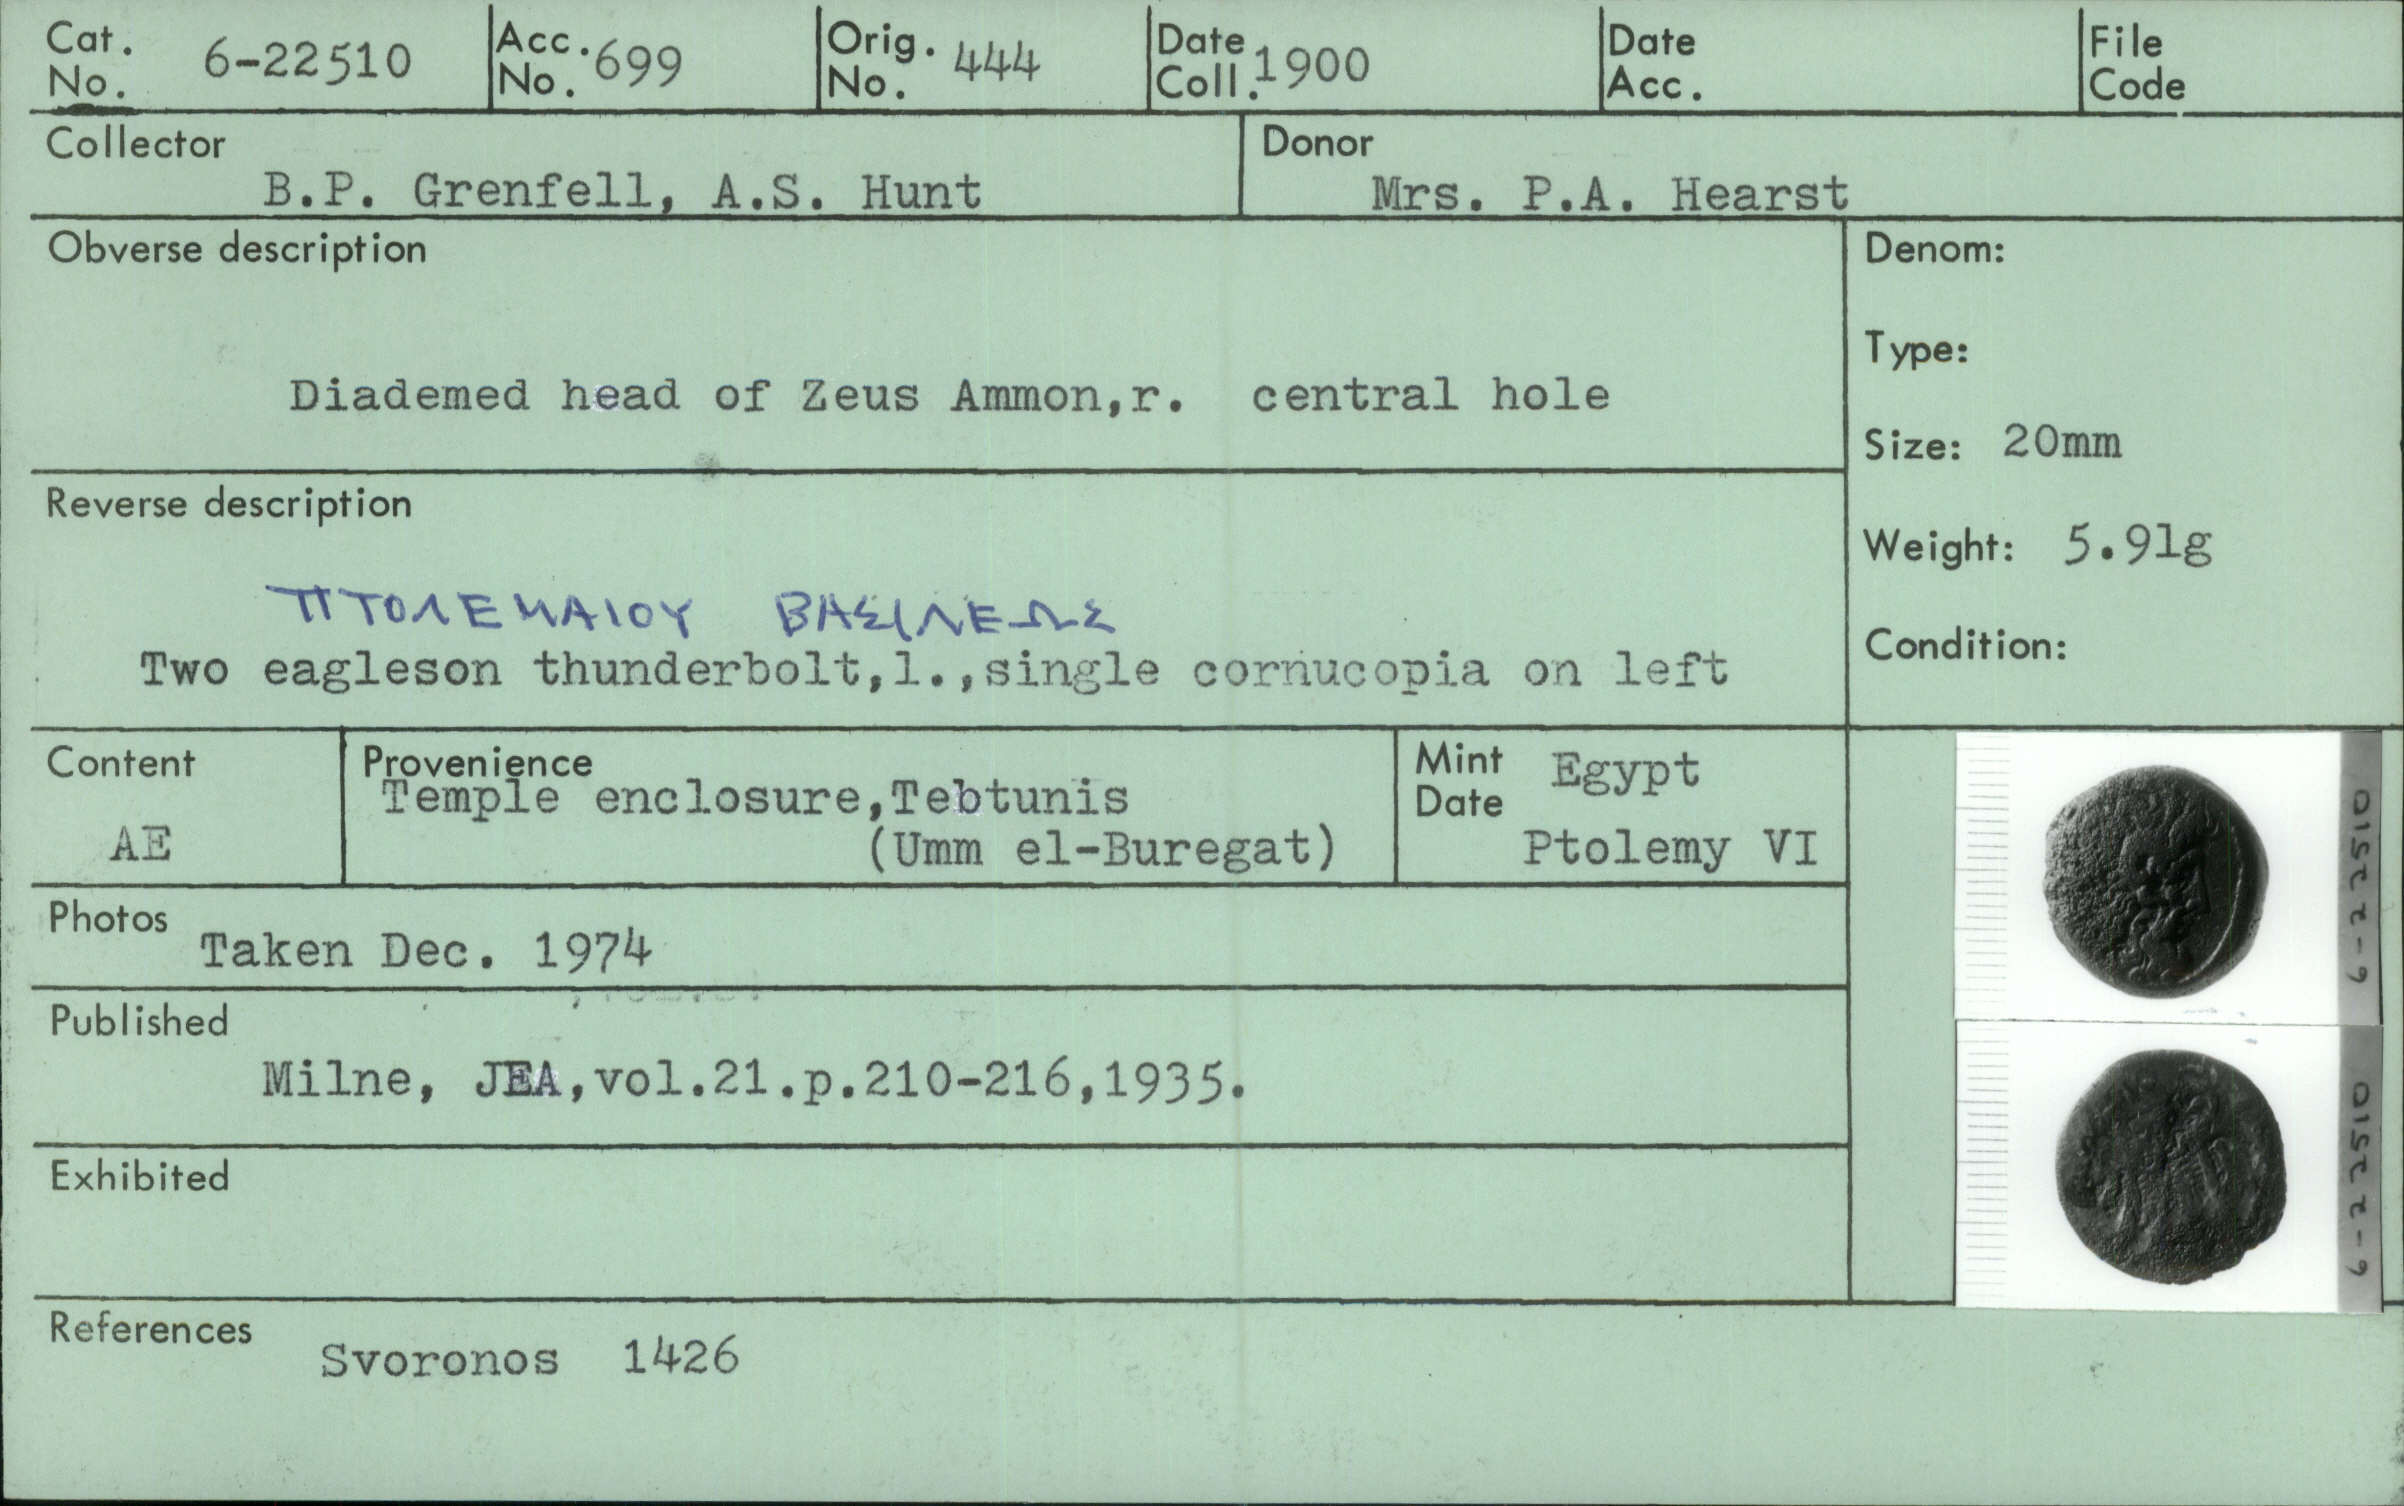 Cat. No. 6-22510
Acc. No. 699
Orig. No. 444
Date Coll. 1900
Date Acc.
File Code
Collector
B.P. Grenfell, A.S. Hunt
Donor
Mrs. P.A. Hearst
Obverse description
Diademed head of Zeus Ammon,r. central hole
Denom:
Type:
Size: 20mm
Weight: 5.91g
Condition:
Reverse description
ΠΤΟΛΕΜΑΙΟΥ ΒΑΣΙΛΕΩΣ
Two eagleson thunderbolt,l.,single cornucopia on left
Content
AE
Provenience
Temple enclosure,Tebtunis
(Umm el-Buregat)
Mint Egypt
Date
Ptolemy VI
6-22510
6-22510
Photos
Taken Dec. 1974
Published
Milne, JEA,vol.21.p.210-216,1935.
Exhibited
References
Svoronos 1426